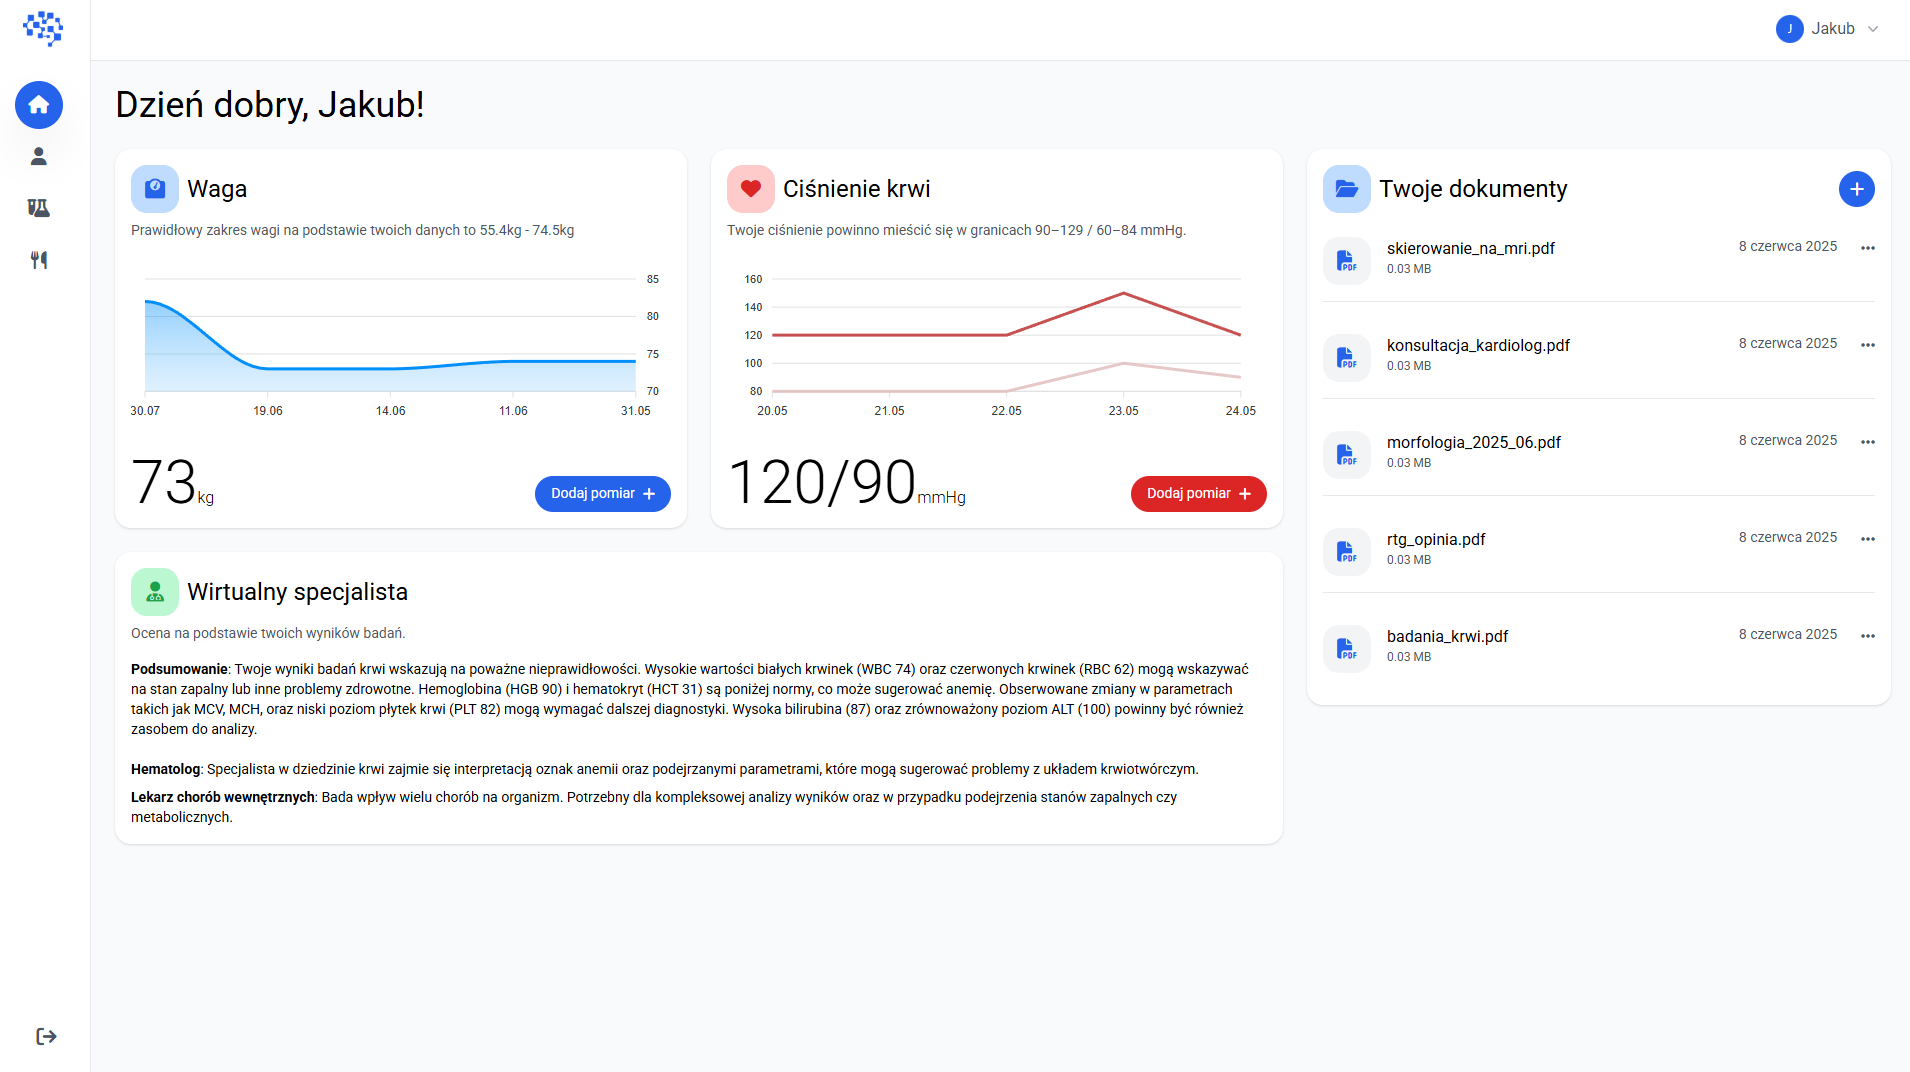 J Jakub
Dzień dobry, Jakub!
Waga
Prawidłowy zakres wagi na podstawie twoich danych to 55.4kg - 74.5kg
85
80
75
70
30.07 19.06 14.06 11.06 31.05
73kg
Dodaj pomiar +
Ciśnienie krwi
Twoje ciśnienie powinno mieścić się w granicach 90–129 / 60–84 mmHg.
160
140
120
100
80
20.05 21.05 22.05 23.05 24.05
120/90mmHg
Dodaj pomiar +
Twoje dokumenty
skierowanie_na_mri.pdf 8 czerwca 2025
PDF 0.03 MB
konsultacja_kardiolog.pdf 8 czerwca 2025
PDF 0.03 MB
morfologia_2025_06.pdf 8 czerwca 2025
PDF 0.03 MB
rtg_opinia.pdf 8 czerwca 2025
PDF 0.03 MB
badania_krwi.pdf 8 czerwca 2025
PDF 0.03 MB
Wirtualny specjalista
Ocena na podstawie twoich wyników badań.
Podsumowanie: Twoje wyniki badań krwi wskazują na poważne nieprawidłowości. Wysokie wartości białych krwinek (WBC 74) oraz czerwonych krwinek (RBC 62) mogą wskazywać
na stan zapalny lub inne problemy zdrowotne. Hemoglobina (HGB 90) i hematokryt (HCT 31) są poniżej normy, co może sugerować anemię. Obserwowane zmiany w parametrach
takich jak MCV, MCH, oraz niski poziom płytek krwi (PLT 82) mogą wymagać dalszej diagnostyki. Wysoka bilirubina (87) oraz zrównoważony poziom ALT (100) powinny być również
zasobem do analizy.
Hematolog: Specjalista w dziedzinie krwi zajmie się interpretacją oznak anemii oraz podejrzanymi parametrami, które mogą sugerować problemy z układem krwiotwórczym.
Lekarz chorób wewnętrznych: Bada wpływ wielu chorób na organizm. Potrzebny dla kompleksowej analizy wyników oraz w przypadku podejrzenia stanów zapalnych czy
metabolicznych.